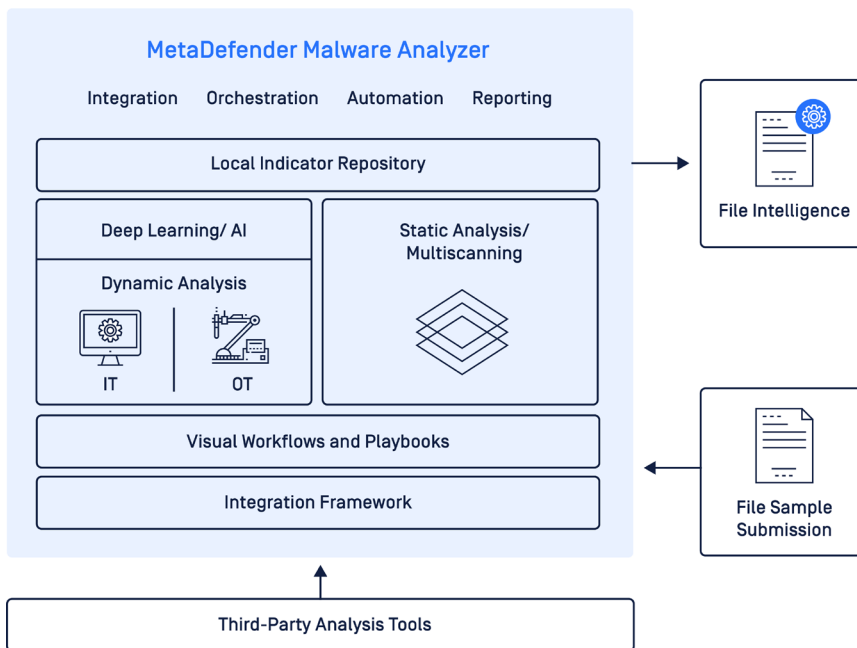 MetaDefender Malware Analyzer
Integration Orchestration Automation Reporting
Local Indicator Repository
File Intelligence
Deep Learning/ AI
Dynamic Analysis
IT
OT
Static Analysis/
Multiscanning
Visual Workflows and Playbooks
Integration Framework
File Sample
Submission
Third-Party Analysis Tools